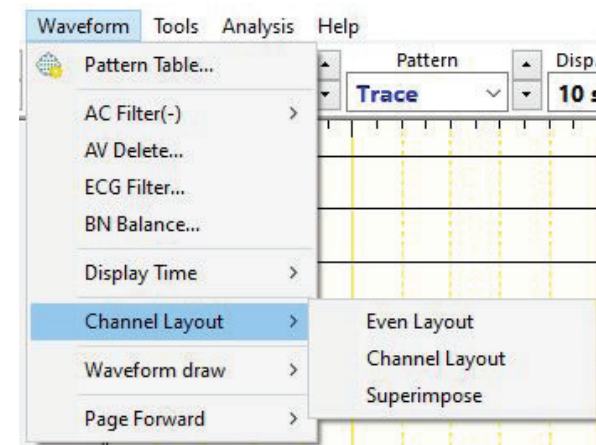 Waveform Tools Analysis Help
Pattern Table...
Pattern
Disp
Trace
10 s
AC Filter(-)
AV Delete...
ECG Filter...
BN Balance...
Display Time
Channel Layout
Even Layout
Channel Layout
Superimpose
Waveform draw
Page Forward